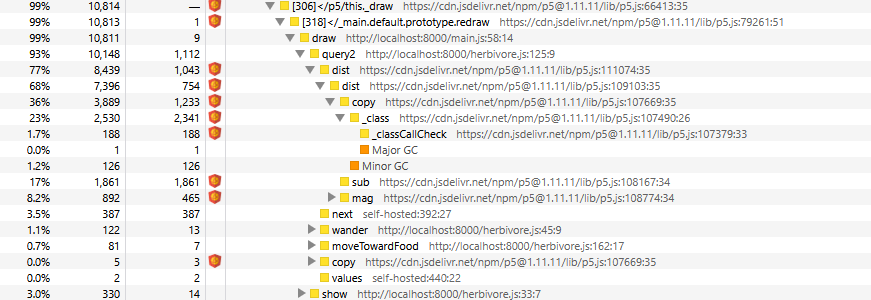 99% 10,814 — [306]</p5/this._draw https://cdn.jsdelivr.net/npm/p5@1.11.11/lib/p5.js:66413:35
99% 10,813 1 [318]</_main.default.prototype.redraw https://cdn.jsdelivr.net/npm/p5@1.11.11/lib/p5.js:79261:51
99% 10,811 9 draw http://localhost:8000/main.js:58:14
93% 10,148 1,112 query2 http://localhost:8000/herbivore.js:125:9
77% 8,439 1,043 dist https://cdn.jsdelivr.net/npm/p5@1.11.11/lib/p5.js:111074:35
68% 7,396 754 dist https://cdn.jsdelivr.net/npm/p5@1.11.11/lib/p5.js:109103:35
36% 3,889 1,233 copy https://cdn.jsdelivr.net/npm/p5@1.11.11/lib/p5.js:107669:35
23% 2,530 2,341 _class https://cdn.jsdelivr.net/npm/p5@1.11.11/lib/p5.js:107490:26
1.7% 188 188 _classCallCheck https://cdn.jsdelivr.net/npm/p5@1.11.11/lib/p5.js:107379:33
0.0% 1 1 Major GC
1.2% 126 126 Minor GC
17% 1,861 1,861 sub https://cdn.jsdelivr.net/npm/p5@1.11.11/lib/p5.js:108167:34
8.2% 892 465 mag https://cdn.jsdelivr.net/npm/p5@1.11.11/lib/p5.js:108774:34
3.5% 387 387 next self-hosted:392:27
1.1% 122 13 wander http://localhost:8000/herbivore.js:45:9
0.7% 81 7 moveTowardFood http://localhost:8000/herbivore.js:162:17
0.0% 5 3 copy https://cdn.jsdelivr.net/npm/p5@1.11.11/lib/p5.js:107669:35
0.0% 2 2 values self-hosted:440:22
3.0% 330 14 show http://localhost:8000/herbivore.js:33:7